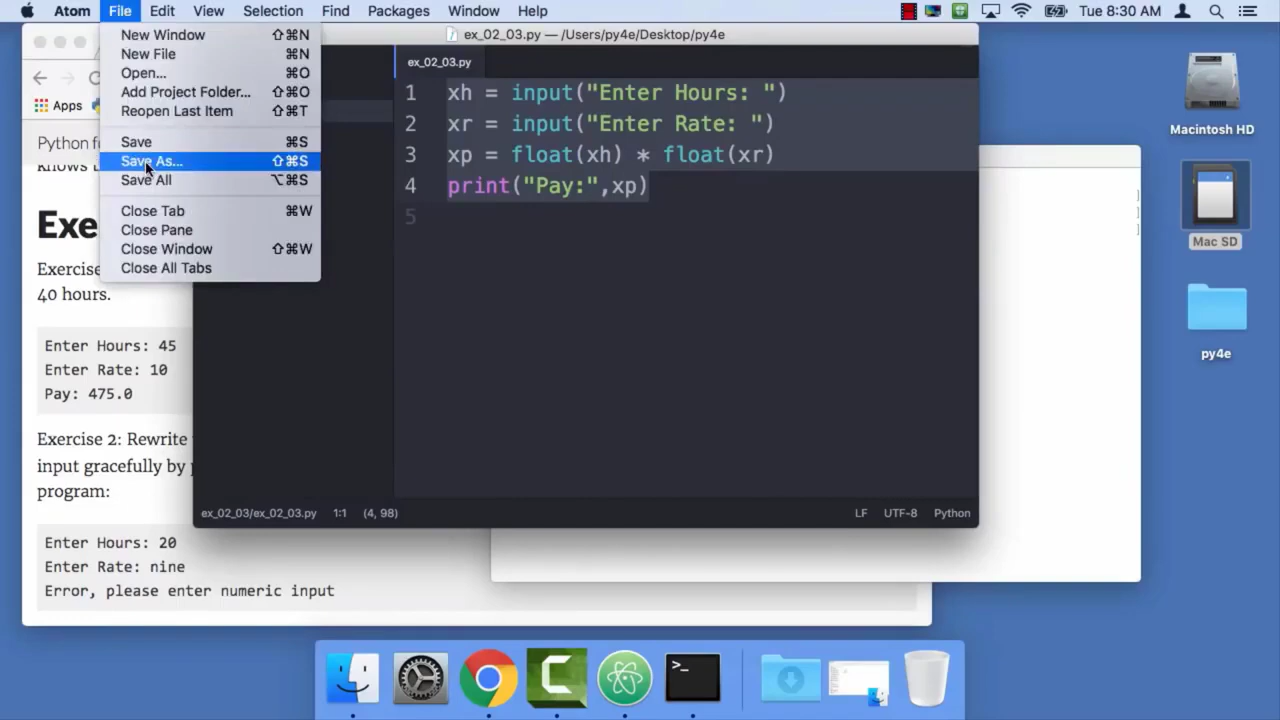 Atom File Edit View Selection Find Packages Window Help Tue 8:30 AM
New Window ⇧⌘N
New File ⌘N
Open... ⌘O
Add Project Folder... ⇧⌘O
Reopen Last Item ⇧⌘T
Save ⌘S
Save As... ⇧⌘S
Save All ⌥⌘S
Close Tab ⌘W
Close Pane
Close Window ⇧⌘W
Close All Tabs
ex_02_03.py — /Users/py4e/Desktop/py4e
ex_02_03.py
1 xh = input("Enter Hours: ")
2 xr = input("Enter Rate: ")
3 xp = float(xh) * float(xr)
4 print("Pay:",xp)
5
ex_02_03/ex_02_03.py 1:1 (4, 98) LF UTF-8 Python
Apps
Python
knows
Exe
Exercise
40 hours.
Enter Hours: 45
Enter Rate: 10
Pay: 475.0
Exercise 2: Rewrite
input gracefully by
program:
Enter Hours: 20
Enter Rate: nine
Error, please enter numeric input
]
]
]
Macintosh HD
Mac SD
py4e
C
>_